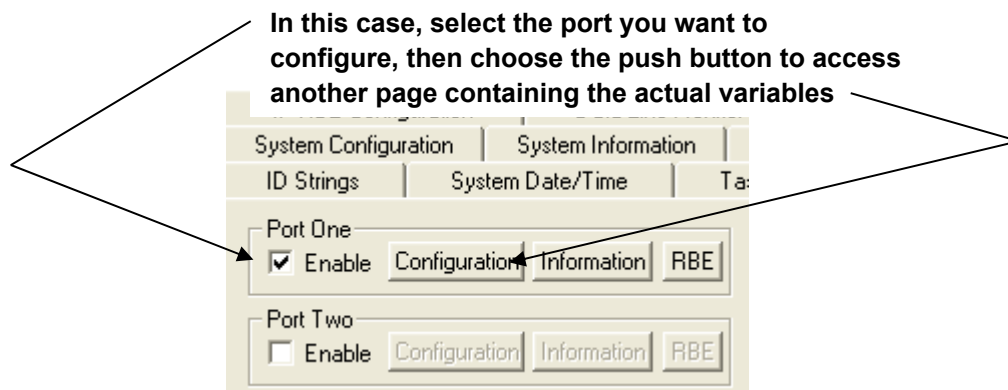 In this case, select the port you want to
configure, then choose the push button to access
another page containing the actual variables
System Configuration System Information
ID Strings System Date/Time
Port One
Enable Configuration Information RBE
Port Two
Enable Configuration Information RBE